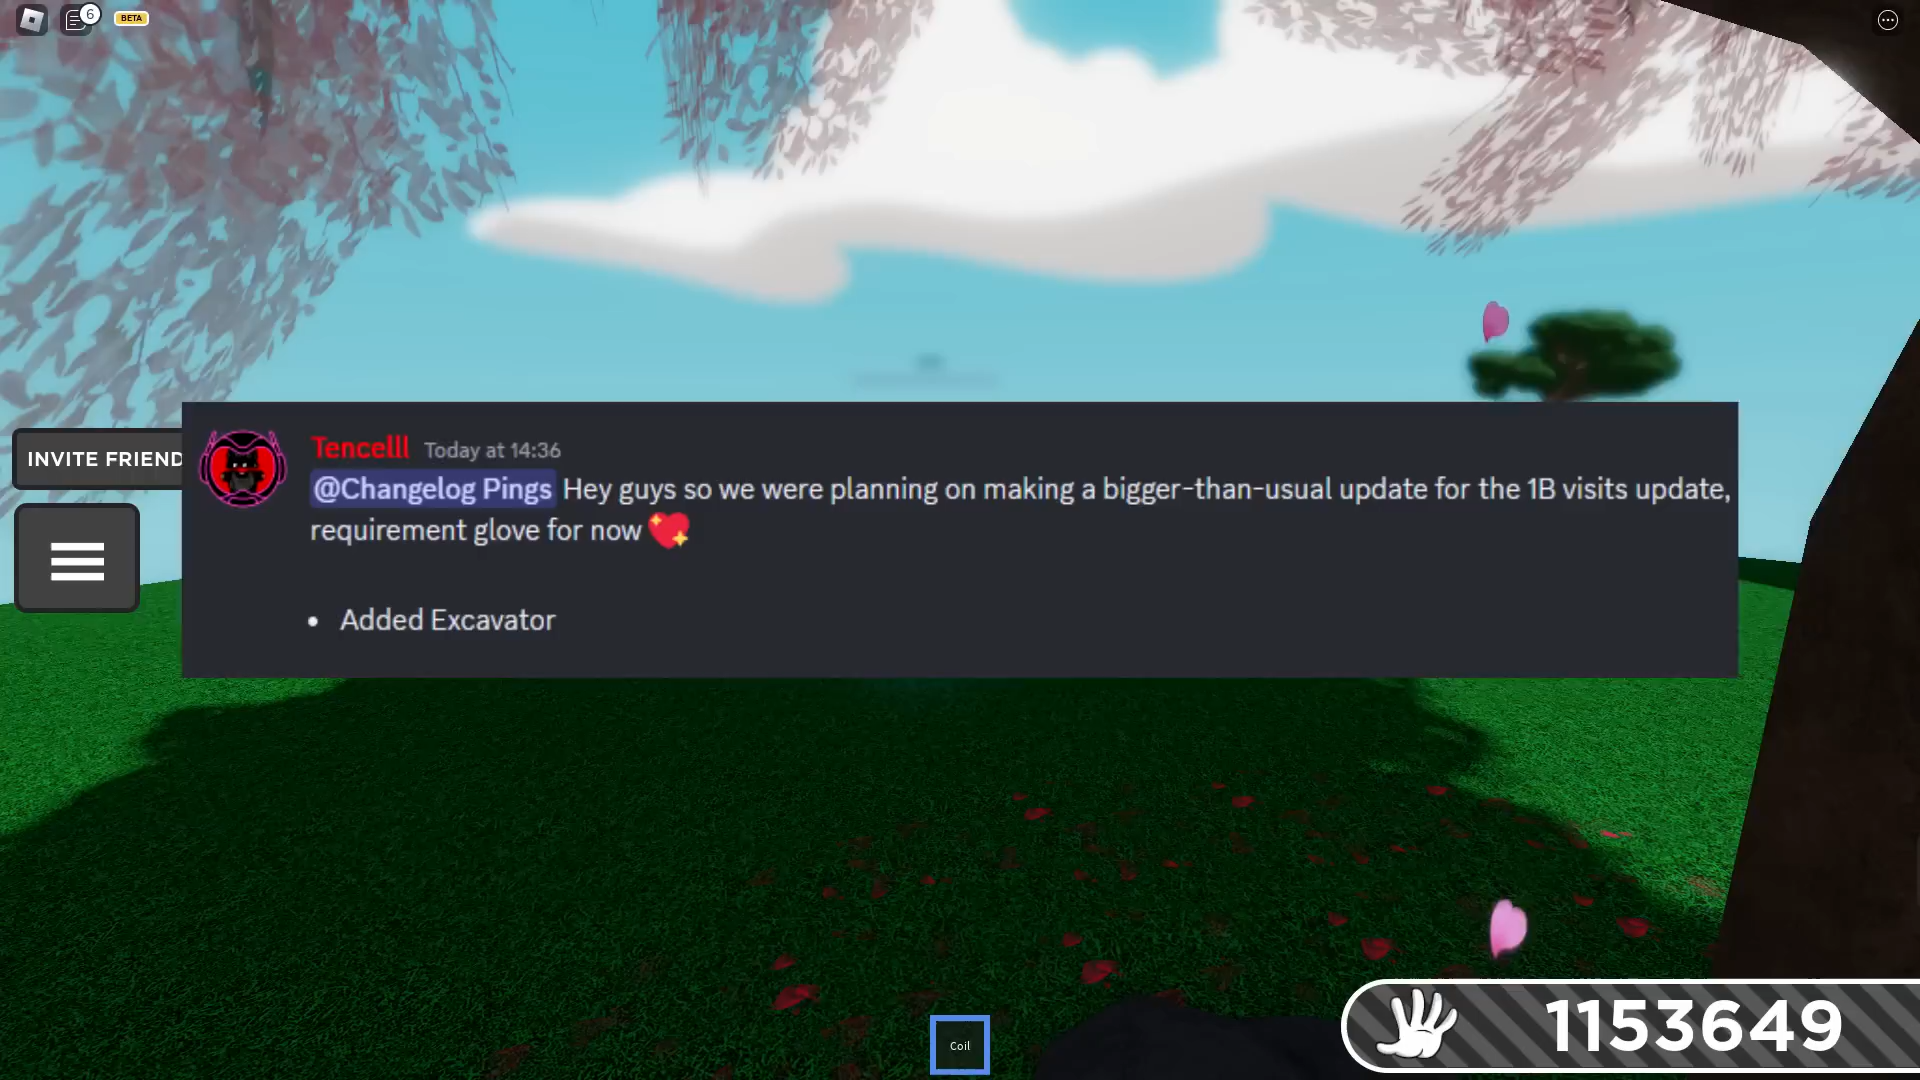 6
BETA
INVITE FRIEND
Tencelll Today at 14:36
@Changelog Pings Hey guys so we were planning on making a bigger-than-usual update for the 1B visits update,
requirement glove for now
• Added Excavator
Coil
1153649